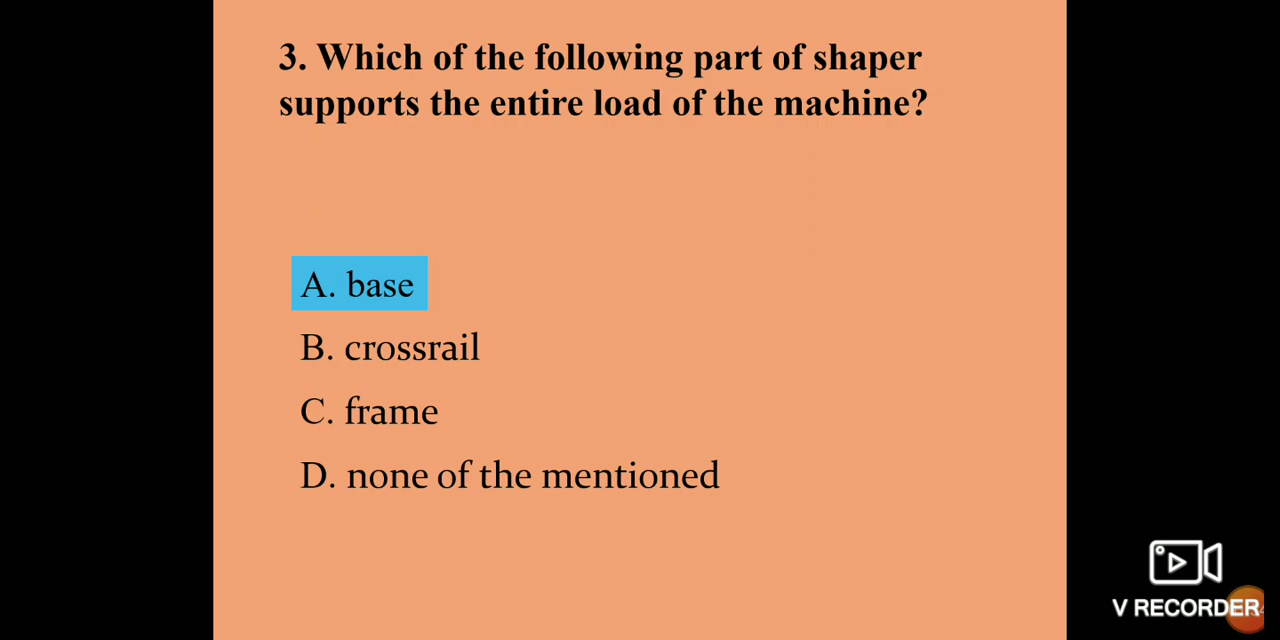 3. Which of the following part of shaper
supports the entire load of the machine?
A. base
B. crossrail
C. frame
D. none of the mentioned
V RECORDER